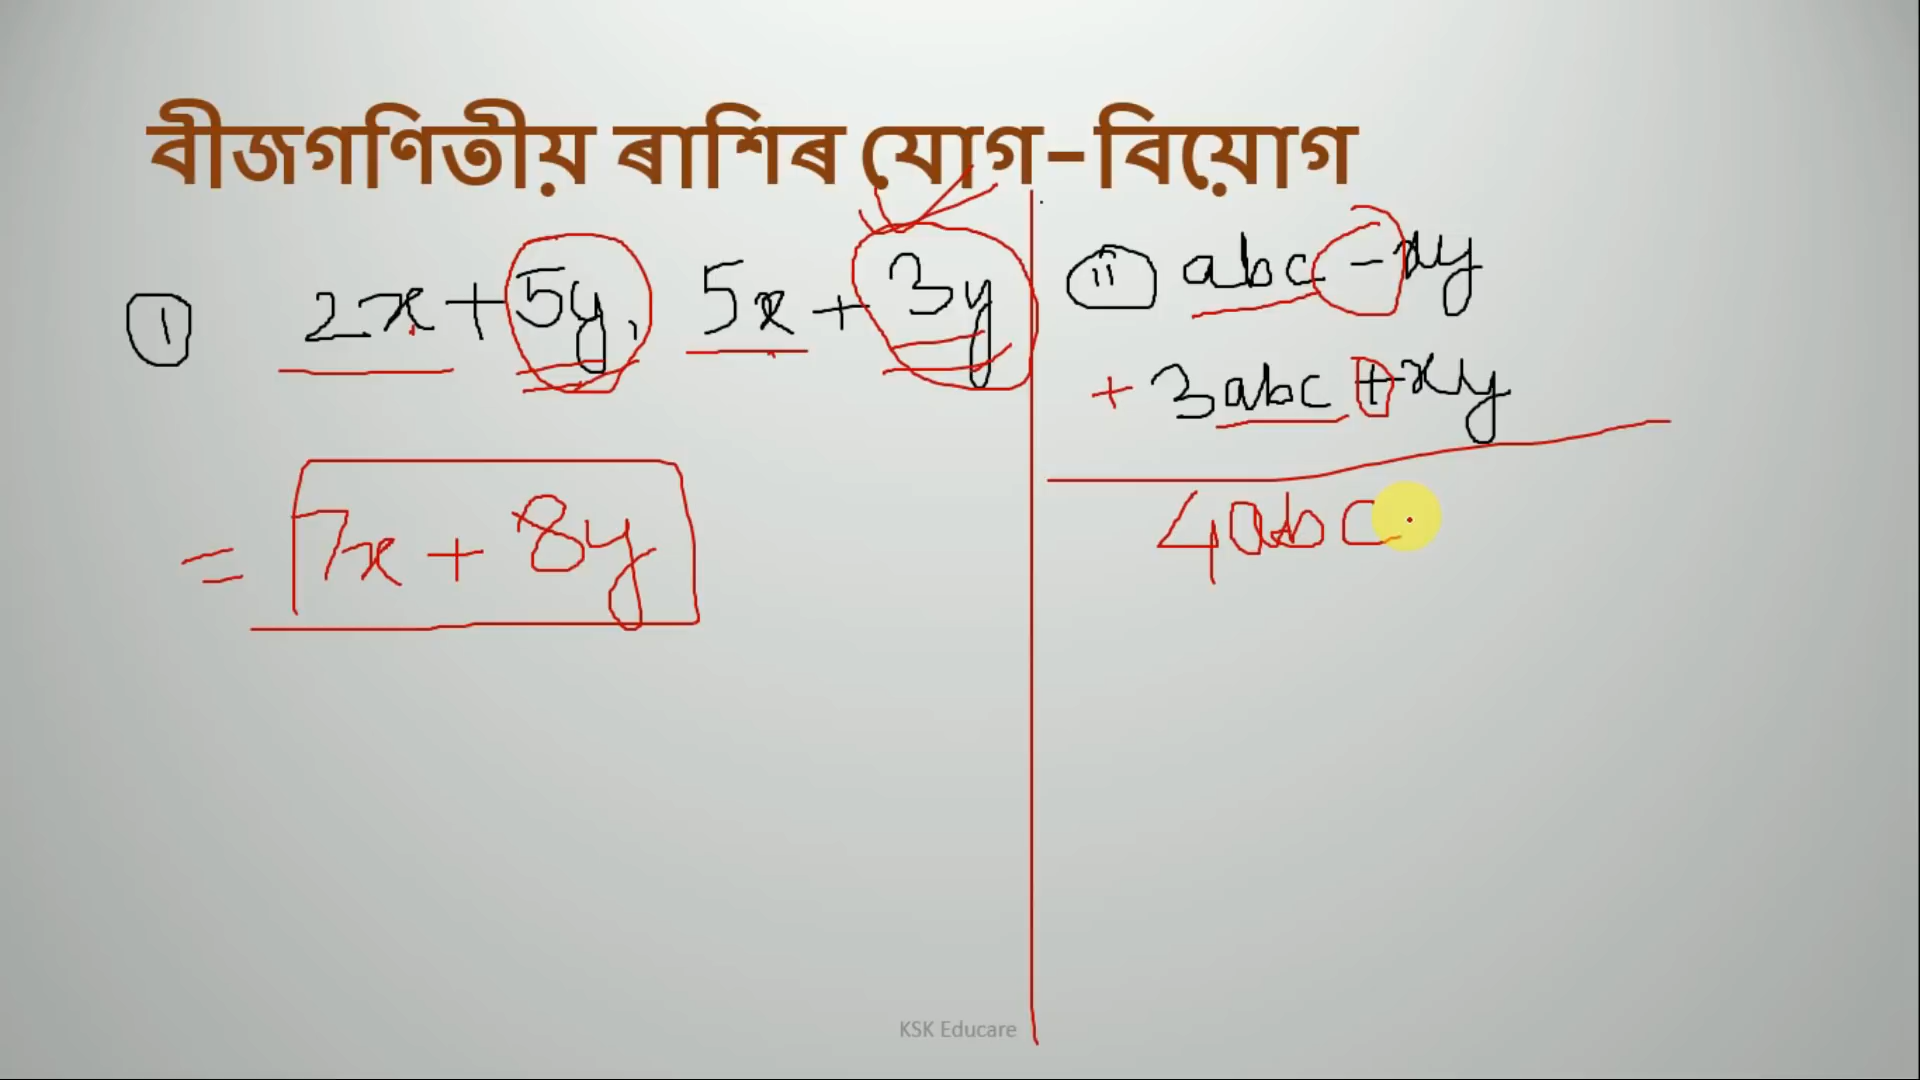 বীজগণিতীয় ৰাশিৰ যোগ-বিয়োগ
① 2x + 5y, 5x + 3y
= 7x + 8y
ⅱ abc - xy
+ 3abc + xy
4abc
KSK Educare